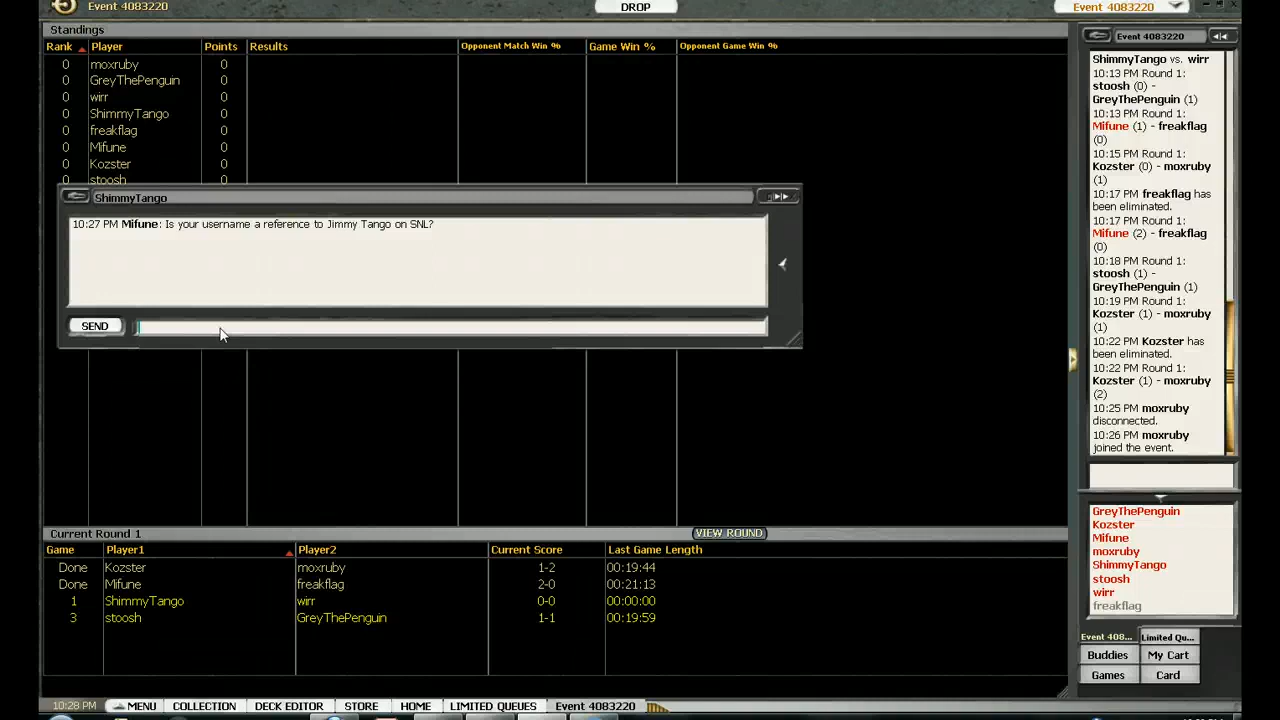 Event 4083220
DROP
Event 4083220
Standings
Rank Player Points Results Opponent Match Win % Game Win % Opponent Game Win %
0 moxruby 0
0 GreyThePenguin 0
0 wirr 0
0 ShimmyTango 0
0 freakflag 0
0 Mifune 0
0 Kozster 0
0 stoosh 0
ShimmyTango
10:27 PM Mifune: Is your username a reference to Jimmy Tango on SNL?
SEND
Current Round 1
VIEW ROUND
Game Player1 Player2 Current Score Last Game Length
Done Kozster moxruby 1-2 00:19:44
Done Mifune freakflag 2-0 00:21:13
1 ShimmyTango wirr 0-0 00:00:00
3 stoosh GreyThePenguin 1-1 00:19:59
Event 4083220
ShimmyTango vs. wirr
10:13 PM Round 1:
stoosh (0) -
GreyThePenguin (1)
10:13 PM Round 1:
Mifune (1) - freakflag
(0)
10:15 PM Round 1:
Kozster (0) - moxruby
(1)
10:17 PM freakflag has
been eliminated.
10:17 PM Round 1:
Mifune (2) - freakflag
(0)
10:18 PM Round 1:
stoosh (1) -
GreyThePenguin (1)
10:19 PM Round 1:
Kozster (1) - moxruby
(1)
10:22 PM Kozster has
been eliminated.
10:22 PM Round 1:
Kozster (1) - moxruby
(2)
10:25 PM moxruby
disconnected.
10:26 PM moxruby
joined the event.
GreyThePenguin
Kozster
Mifune
moxruby
ShimmyTango
stoosh
wirr
freakflag
Event 408... Limited Qu...
Buddies My Cart
Games Card
10:28 PM MENU COLLECTION DECK EDITOR STORE HOME LIMITED QUEUES Event 4083220